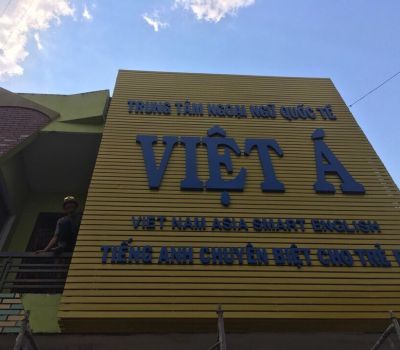 TRUNG TÂM NGOẠI NGỮ QUỐC TẾ
VIỆT Á
VIET NAM ASIA SMART ENGLISH
TIẾNG ANH CHUYÊN BIỆT CHO TRẺ